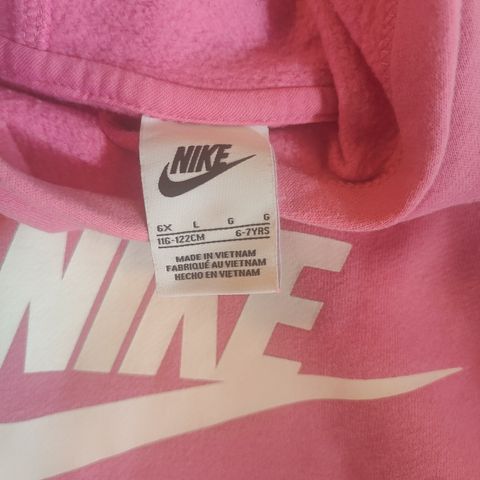 NIKE
6X L G G
116-122CM 6-7YRS
MADE IN VIETNAM
FABRIQUÉ AU VIETNAM
HECHO EN VIETNAM
NIKE